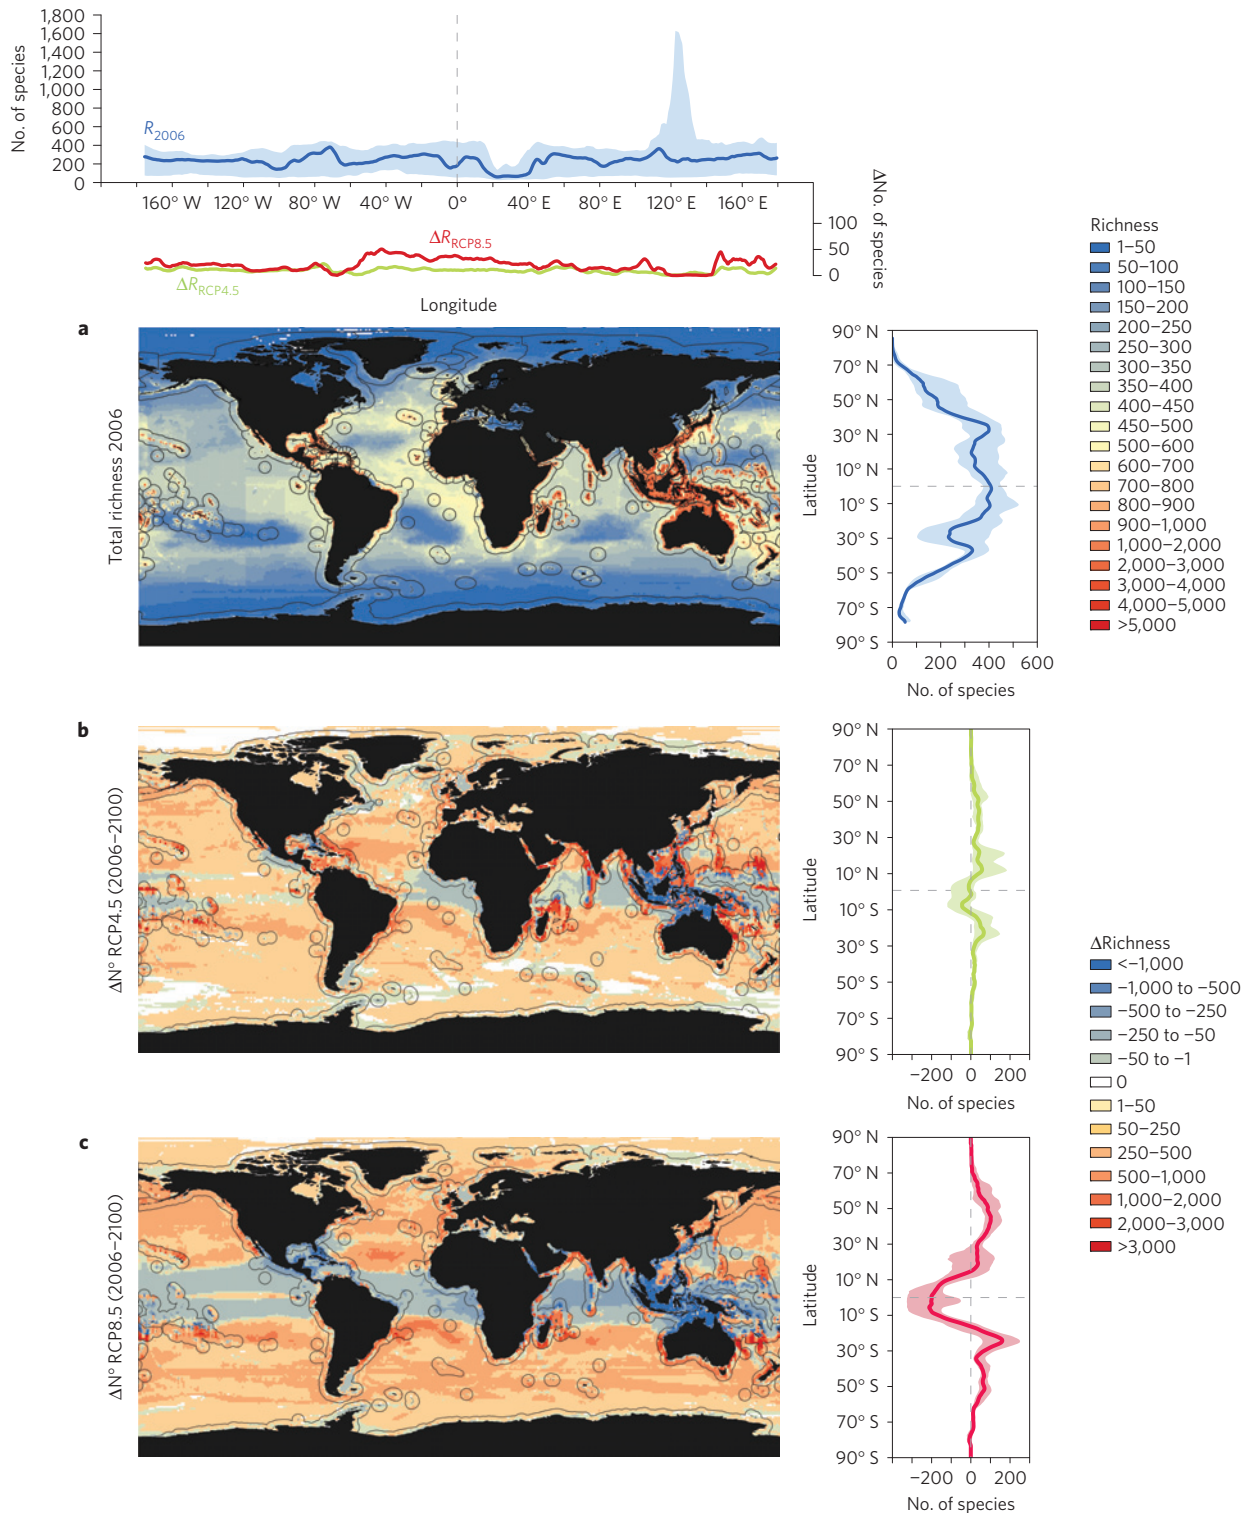 1,800
1,600
1,400
1,200
1,000
800
600
400
200
0
No. of species
R2006
160° W 120° W 80° W 40° W 0° 40° E 80° E 120° E 160° E
100
50
0
ΔNo. of species
ΔRRCP8.5
ΔRRCP4.5
Longitude
a
Total richness 2006
90° N
70° N
50° N
30° N
10° N
10° S
30° S
50° S
70° S
90° S
Latitude
0 200 400 600
No. of species
Richness
1–50
50–100
100–150
150–200
200–250
250–300
300–350
350–400
400–450
450–500
500–600
600–700
700–800
800–900
900–1,000
1,000–2,000
2,000–3,000
3,000–4,000
4,000–5,000
>5,000
b
ΔN° RCP4.5 (2006–2100)
90° N
70° N
50° N
30° N
10° N
10° S
30° S
50° S
70° S
90° S
Latitude
−200 0 200
No. of species
ΔRichness
<−1,000
−1,000 to −500
−500 to −250
−250 to −50
−50 to −1
0
1–50
50–250
250–500
500–1,000
1,000–2,000
2,000–3,000
>3,000
c
ΔN° RCP8.5 (2006–2100)
90° N
70° N
50° N
30° N
10° N
10° S
30° S
50° S
70° S
90° S
Latitude
−200 0 200
No. of species